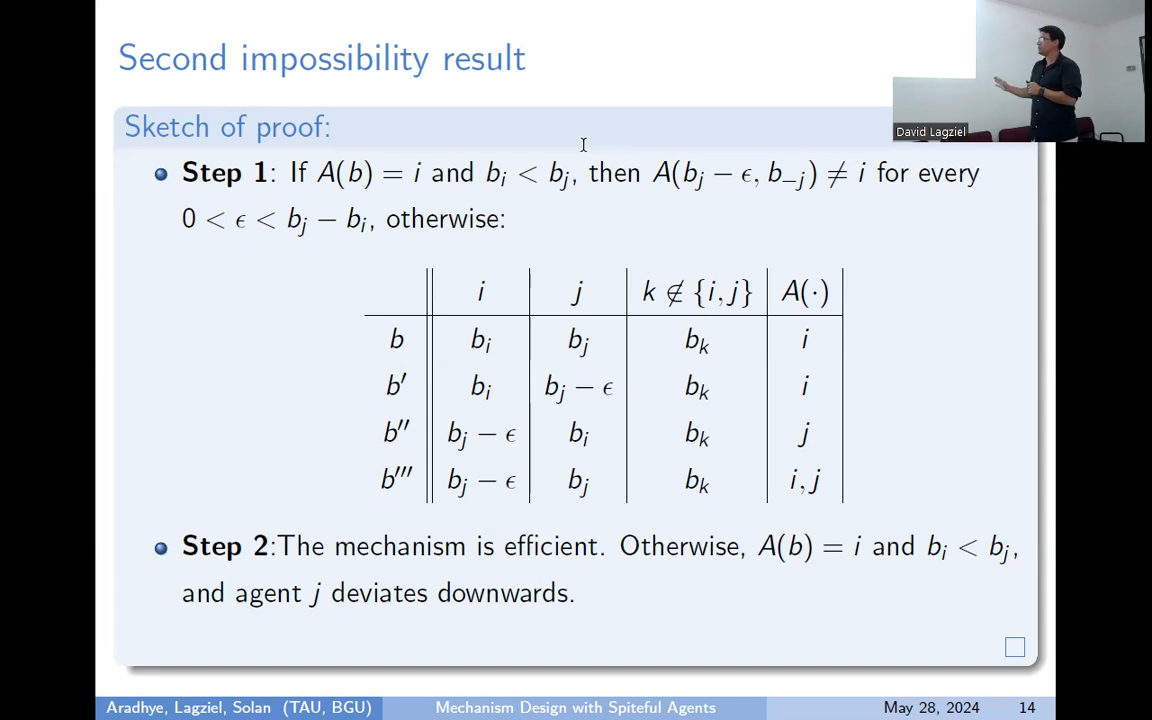 Second impossibility result
David Lagziel
Sketch of proof:
Step 1: If A(b) = i and b_i < b_j, then A(b_j − ϵ, b_{−j}) ≠ i for every
0 < ϵ < b_j − b_i, otherwise:
i j k ∉ {i, j} A(·)
b b_i b_j b_k i
b′ b_i b_j − ϵ b_k i
b′′ b_j − ϵ b_i b_k j
b′′′ b_j − ϵ b_j b_k i, j
Step 2:The mechanism is efficient. Otherwise, A(b) = i and b_i < b_j,
and agent j deviates downwards.
Aradhye, Lagziel, Solan (TAU, BGU) Mechanism Design with Spiteful Agents May 28, 2024 14